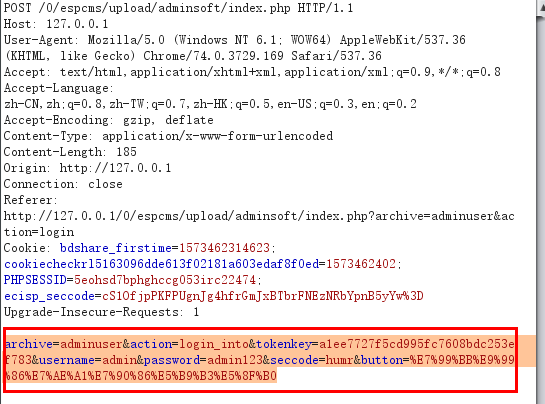 POST /0/espcms/upload/adminsoft/index.php HTTP/1.1
Host: 127.0.0.1
User-Agent: Mozilla/5.0 (Windows NT 6.1; WOW64) AppleWebKit/537.36
(KHTML, like Gecko) Chrome/74.0.3729.169 Safari/537.36
Accept: text/html,application/xhtml+xml,application/xml;q=0.9,*/*;q=0.8
Accept-Language:
zh-CN,zh;q=0.8,zh-TW;q=0.7,zh-HK;q=0.5,en-US;q=0.3,en;q=0.2
Accept-Encoding: gzip, deflate
Content-Type: application/x-www-form-urlencoded
Content-Length: 185
Origin: http://127.0.0.1
Connection: close
Referer:
http://127.0.0.1/0/espcms/upload/adminsoft/index.php?archive=adminuser&ac
tion=login
Cookie: bdshare_firstime=1573462314623;
cookiecheckrl5163096dde613f02181a603edaf8f0ed=1573462402;
PHPSESSID=5eohsd7bphghccg053irc22474;
ecisp_seccode=cS1OfjpPKFPUgnJg4hfrGmJxBTbrFNEzNRbYpnB5yYw%3D
Upgrade-Insecure-Requests: 1
archive=adminuser&action=login_into&tokenkey=a1ee7727f5cd995fc7608bdc253e
f783&username=admin&password=admin123&seccode=humr&button=%E7%99%BB%E9%99
%86%E7%AE%A1%E7%90%86%E5%B9%B3%E5%8F%B0